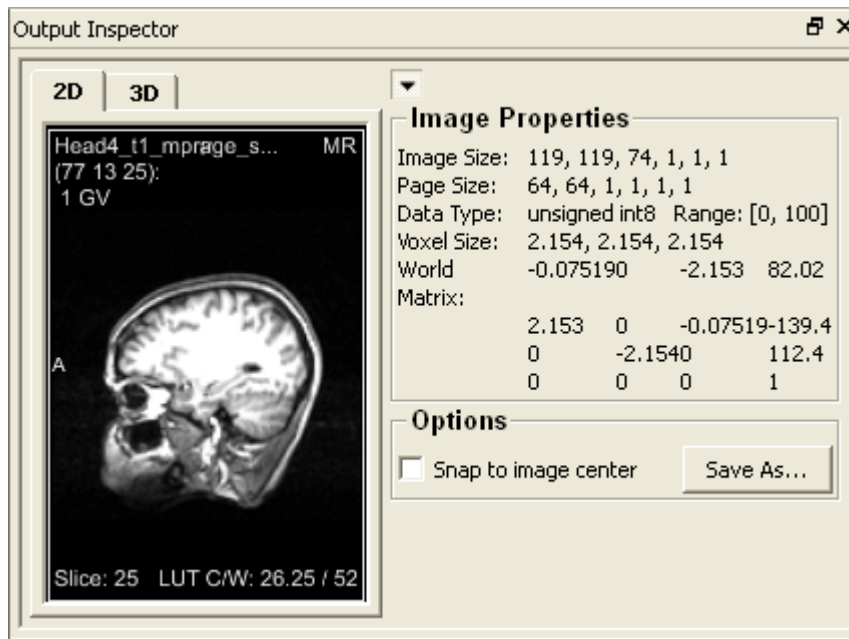 Output Inspector
2D 3D
Head4_t1_mprage_s... MR
(77 13 25):
1 GV
A
Slice: 25 LUT C/W: 26.25 / 52
Image Properties
Image Size: 119, 119, 74, 1, 1, 1
Page Size: 64, 64, 1, 1, 1, 1
Data Type: unsigned int8 Range: [0, 100]
Voxel Size: 2.154, 2.154, 2.154
World -0.075190 -2.153 82.02
Matrix:
2.153 0 -0.07519-139.4
0 -2.1540 112.4
0 0 0 1
Options
Snap to image center Save As...